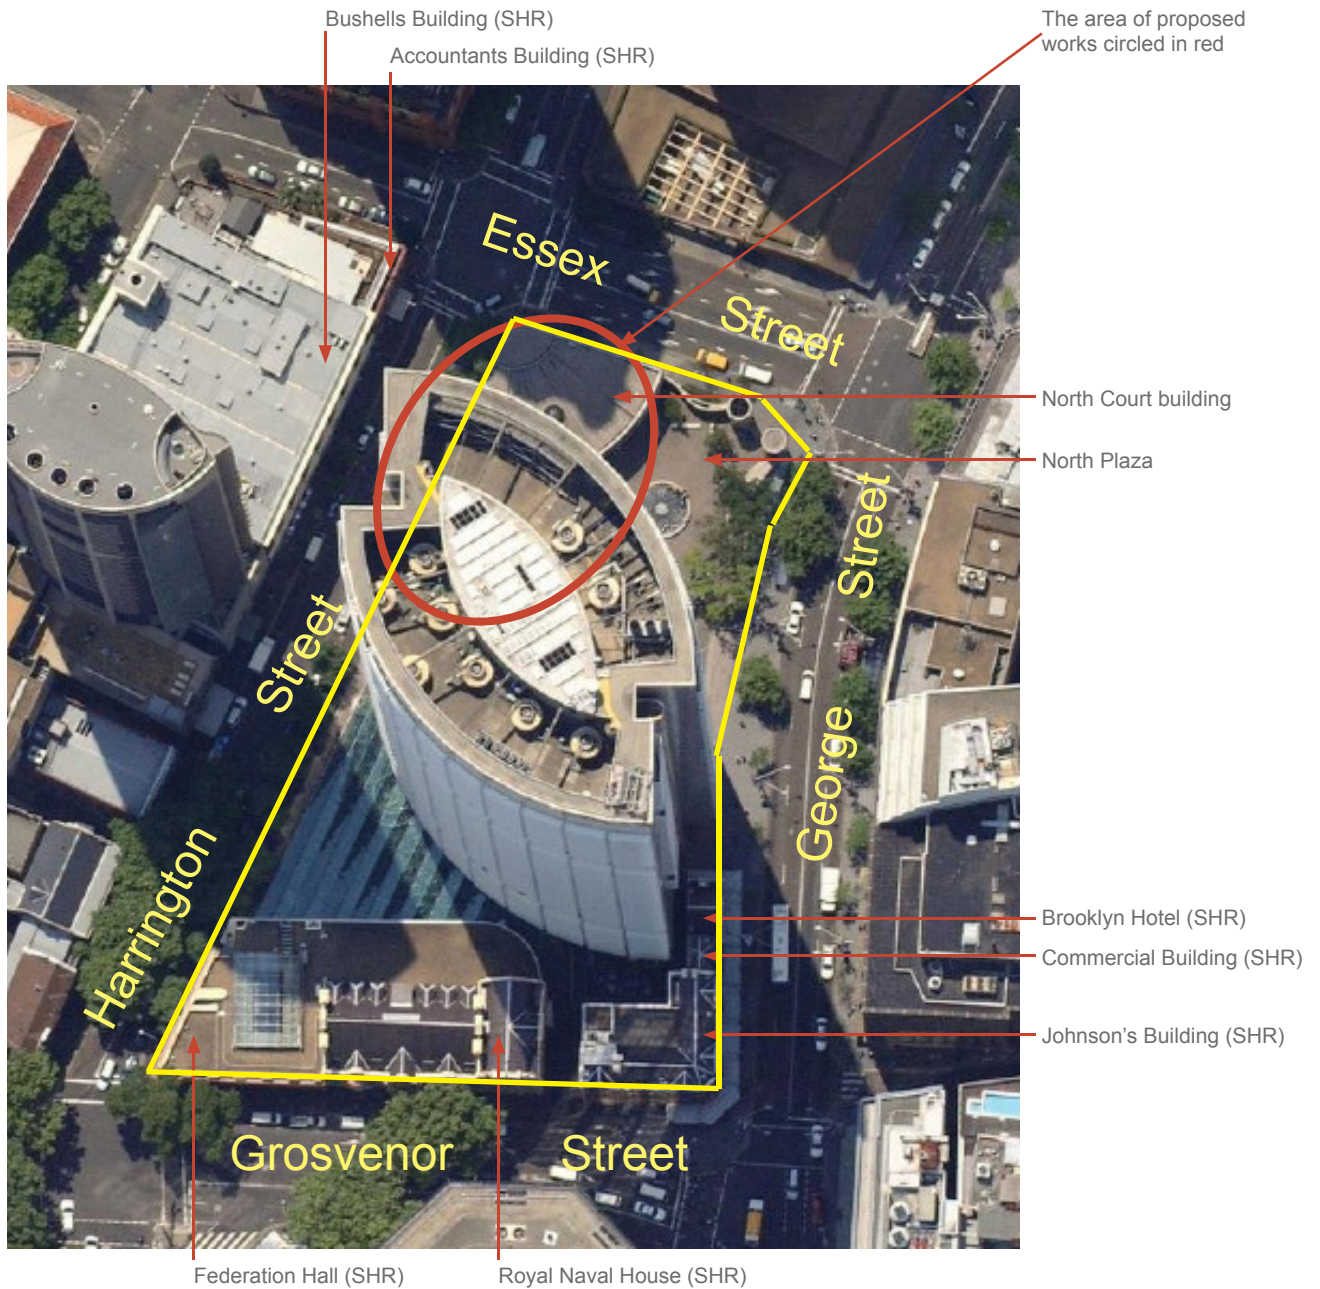 Bushells Building (SHR)
The area of proposed
works circled in red
Accountants Building (SHR)
Essex
Street
North Court building
North Plaza
Street
Street
George
Harrington
Brooklyn Hotel (SHR)
Commercial Building (SHR)
Johnson's Building (SHR)
Grosvenor
Street
Federation Hall (SHR)
Royal Naval House (SHR)